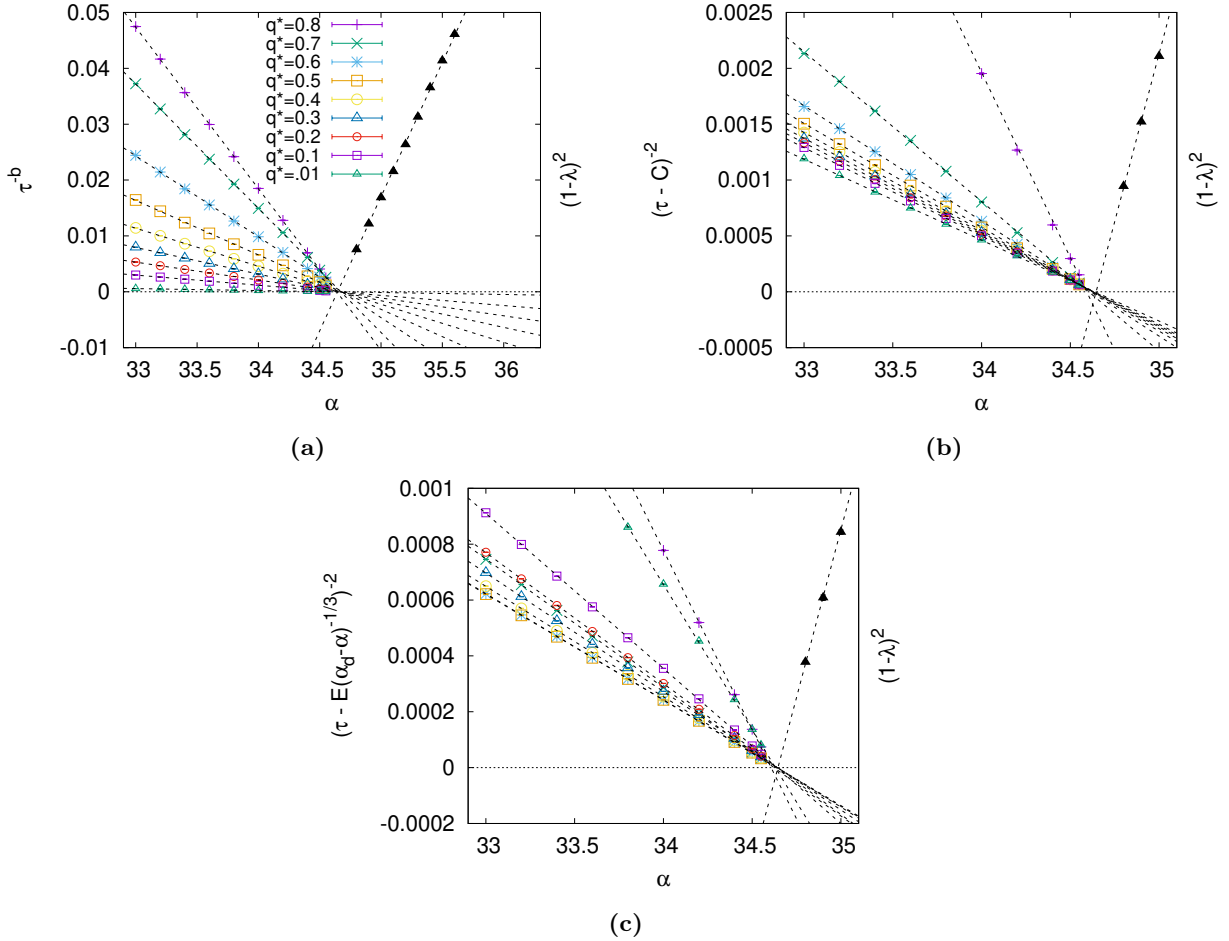 0.05
0.04
0.03
0.02
0.01
0
-0.01
τ^-b
33 33.5 34 34.5 35 35.5 36
α
(1-λ)^2
q*=0.8
q*=0.7
q*=0.6
q*=0.5
q*=0.4
q*=0.3
q*=0.2
q*=0.1
q*=.01
(a)
0.0025
0.002
0.0015
0.001
0.0005
0
-0.0005
(τ - C)^-2
33 33.5 34 34.5 35
α
(1-λ)^2
(b)
0.001
0.0008
0.0006
0.0004
0.0002
0
-0.0002
(τ - E(α_d-α)^-1/3)^-2
33 33.5 34 34.5 35
α
(1-λ)^2
(c)